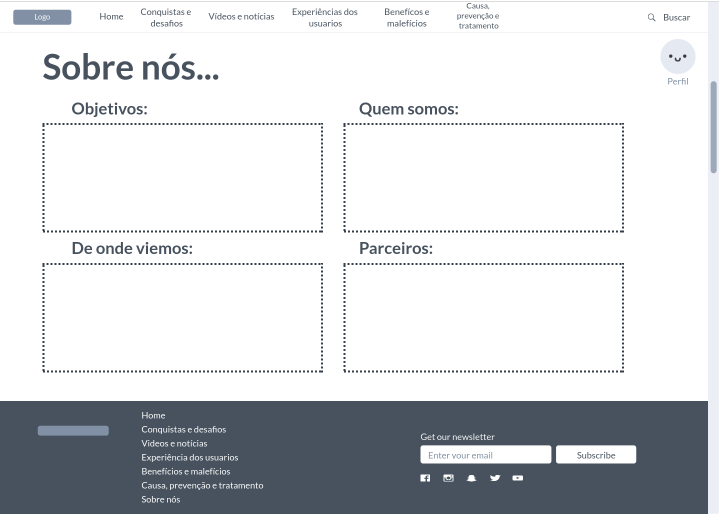 Logo
Home
Conquistas e
desafios
Vídeos e notícias
Experiências dos
usuarios
Benefícos e
malefícios
Causa,
prevenção e
tratamento
Buscar
Sobre nós...
Perfil
Objetivos:
Quem somos:
De onde viemos:
Parceiros:
Home
Conquistas e desafios
Videos e notícias
Experiência dos usuarios
Benefícios e malefícios
Causa, prevenção e tratamento
Sobre nós
Get our newsletter
Enter your email
Subscribe